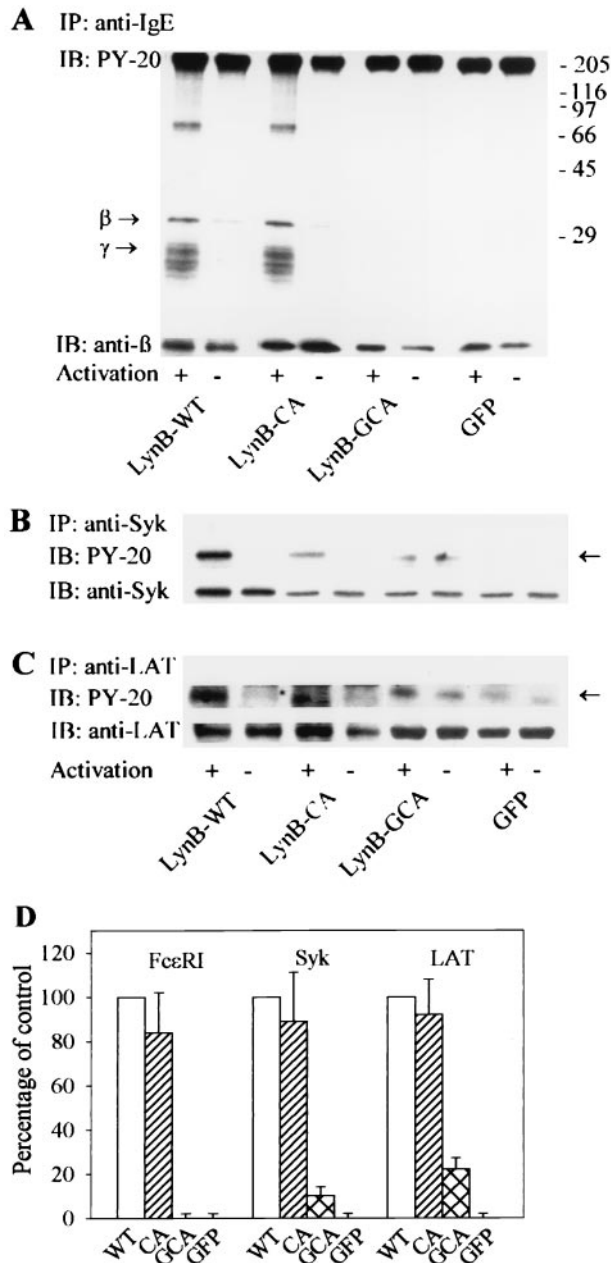 A IP: anti-IgE
IB: PY-20
- 205
- 116
- 97
- 66
- 45
β →
γ →
- 29
IB: anti-ß
Activation + - + - + - + -
LynB-WT LynB-CA LynB-GCA GFP
B IP: anti-Syk
IB: PY-20 ←
IB: anti-Syk
C IP: anti-LAT
IB: PY-20 ←
IB: anti-LAT
Activation + - + - + - + -
LynB-WT LynB-CA LynB-GCA GFP
D
Percentage of control
120
100
80
60
40
20
0
FcεRI Syk LAT
WT CA GCA GFP WT CA GCA GFP WT CA GCA GFP